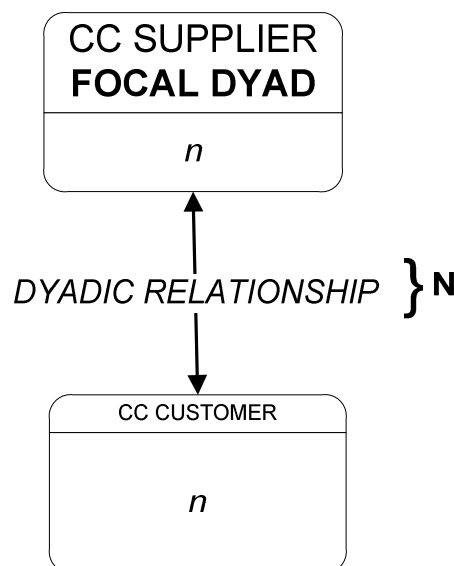 CC SUPPLIER
FOCAL DYAD
n
DYADIC RELATIONSHIP } N
CC CUSTOMER
n